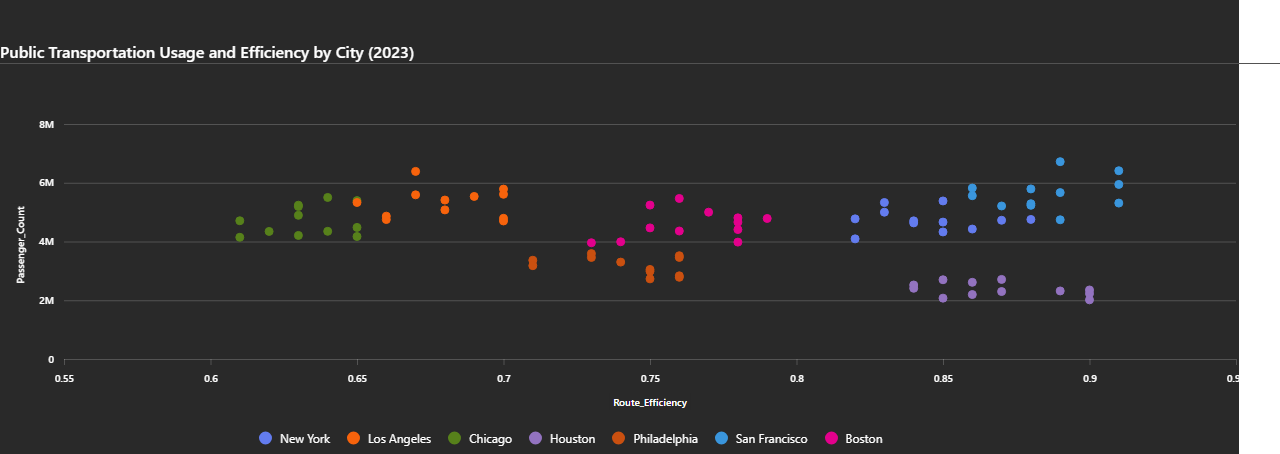 Public Transportation Usage and Efficiency by City (2023)
8M
6M
4M
2M
0
Passenger_Count
0.55 0.6 0.65 0.7 0.75 0.8 0.85 0.9 0.9
Route_Efficiency
New York Los Angeles Chicago Houston Philadelphia San Francisco Boston